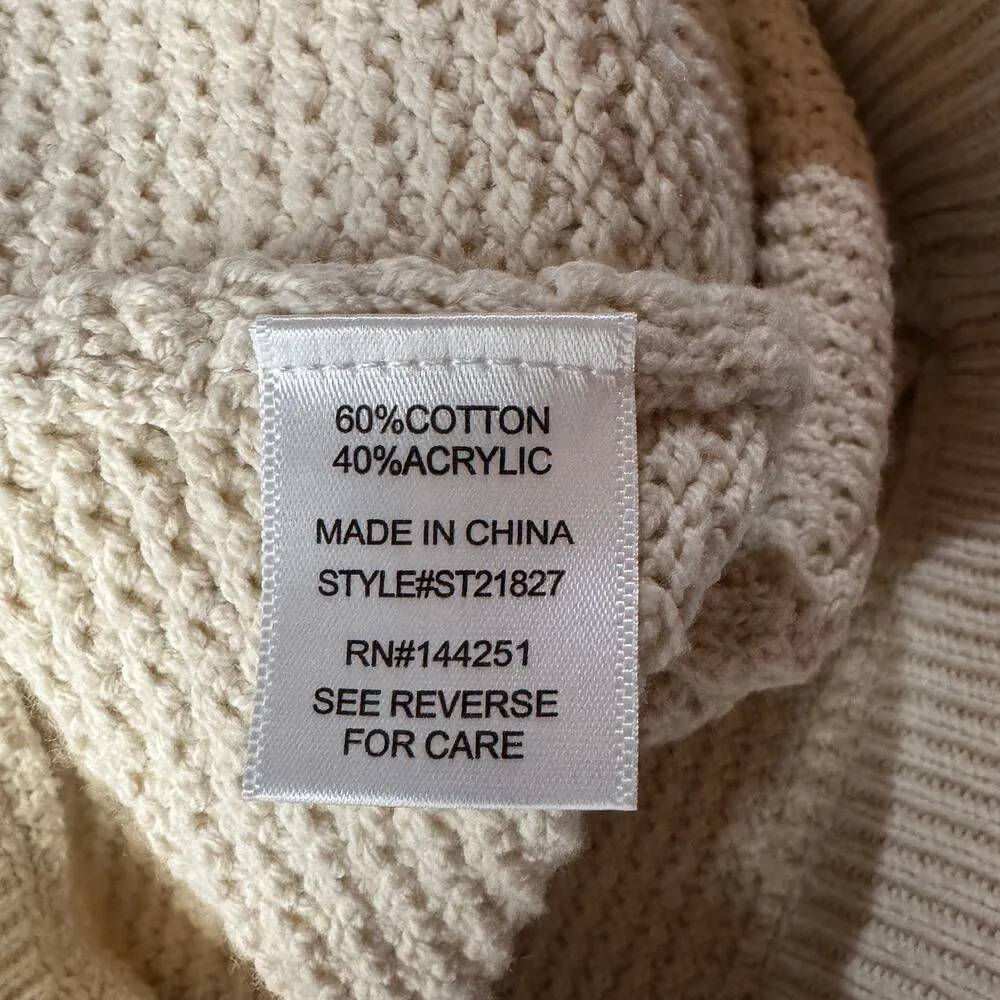 60%COTTON
40%ACRYLIC
MADE IN CHINA
STYLE#ST21827
RN#144251
SEE REVERSE
FOR CARE